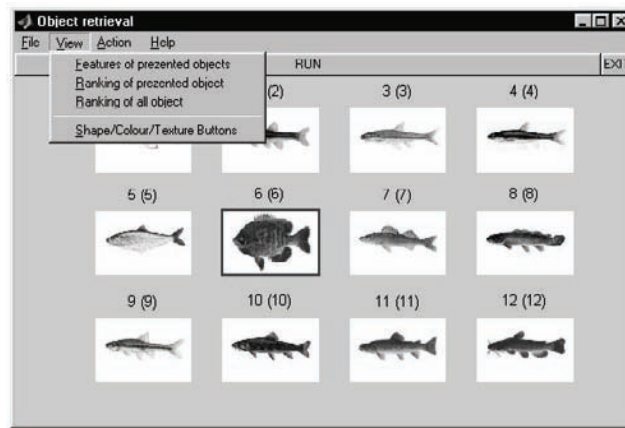 Object retrieval
File View Action Help
RUN EXI
Features of prezented objects
Ranking of prezented object
Ranking of all object
Shape/Colour/Texture Buttons
(2) 3 (3) 4 (4)
5 (5) 6 (6) 7 (7) 8 (8)
9 (9) 10 (10) 11 (11) 12 (12)